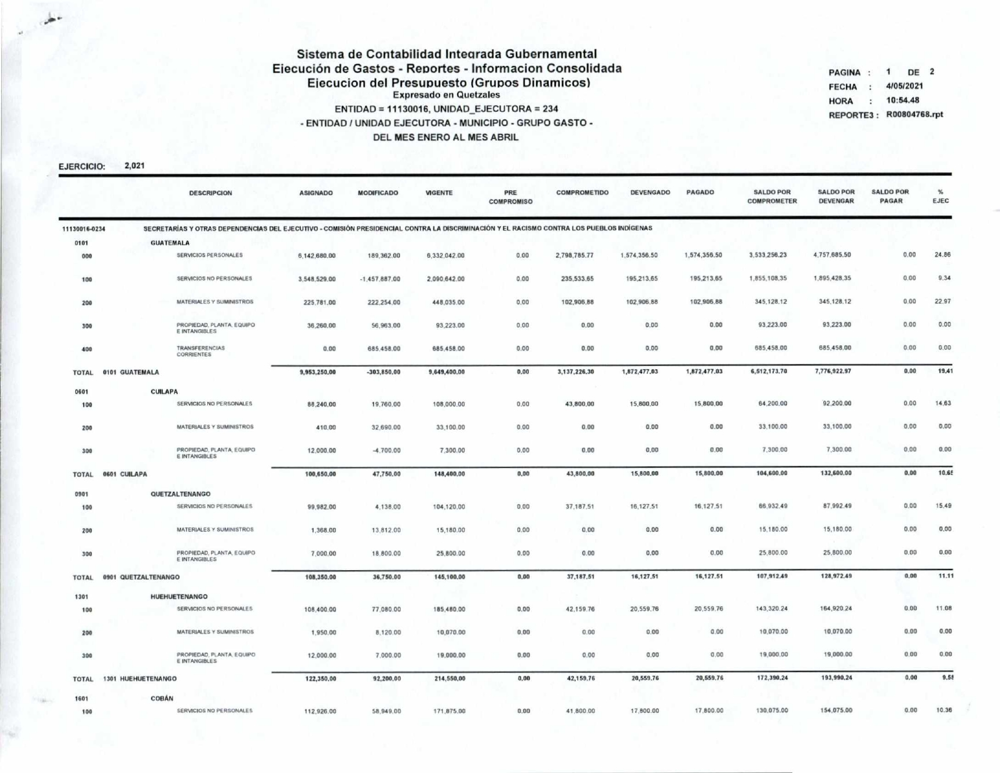 Sistema de Contabilidad Integrada Gubernamental
Ejecución de Gastos - Reportes - Informacion Consolidada
Ejecucion del Presupuesto (Grupos Dinamicos)
Expresado en Quetzales
ENTIDAD = 11130016, UNIDAD_EJECUTORA = 234
- ENTIDAD / UNIDAD EJECUTORA - MUNICIPIO - GRUPO GASTO -
DEL MES ENERO AL MES ABRIL
PAGINA : 1 DE 2
FECHA : 4/05/2021
HORA : 10:54.48
REPORTE3 : R00804768.rpt
EJERCICIO: 2,021
DESCRIPCION ASIGNADO MODIFICADO VIGENTE PRE COMPROMISO COMPROMETIDO DEVENGADO PAGADO SALDO POR COMPROMETER SALDO POR DEVENGAR SALDO POR PAGAR % EJEC
11130016-0234 SECRETARÍAS Y OTRAS DEPENDENCIAS DEL EJECUTIVO - COMISIÓN PRESIDENCIAL CONTRA LA DISCRIMINACIÓN Y EL RACISMO CONTRA LOS PUEBLOS INDÍGENAS
0101 GUATEMALA
000 SERVICIOS PERSONALES 6,142,680.00 189,362.00 6,332,042.00 0.00 2,798,785.77 1,574,356.50 1,574,356.50 3,533,256.23 4,757,685.50 0.00 24.86
100 SERVICIOS NO PERSONALES 3,548,529.00 -1,457,887.00 2,090,642.00 0.00 235,533.65 195,213.65 195,213.65 1,855,108.35 1,895,428.35 0.00 9.34
200 MATERIALES Y SUMINISTROS 225,781.00 222,254.00 448,035.00 0.00 102,906.88 102,906.88 102,906.88 345,128.12 345,128.12 0.00 22.97
300 PROPIEDAD, PLANTA, EQUIPO 36,260.00 56,963.00 93,223.00 0.00 0.00 0.00 0.00 93,223.00 93,223.00 0.00 0.00
E INTANGIBLES
400 TRANSFERENCIAS 0.00 685,458.00 685,458.00 0.00 0.00 0.00 0.00 685,458.00 685,458.00 0.00 0.00
CORRIENTES
TOTAL 0101 GUATEMALA 9,953,250.00 -303,850.00 9,649,400.00 0.00 3,137,226.30 1,872,477.03 1,872,477.03 6,512,173.70 7,776,922.97 0.00 19.41
0601 CUILAPA
100 SERVICIOS NO PERSONALES 88,240.00 19,760.00 108,000.00 0.00 43,800.00 15,800.00 15,800.00 64,200.00 92,200.00 0.00 14.63
200 MATERIALES Y SUMINISTROS 410.00 32,690.00 33,100.00 0.00 0.00 0.00 0.00 33,100.00 33,100.00 0.00 0.00
300 PROPIEDAD, PLANTA, EQUIPO 12,000.00 -4,700.00 7,300.00 0.00 0.00 0.00 0.00 7,300.00 7,300.00 0.00 0.00
E INTANGIBLES
TOTAL 0601 CUILAPA 100,650.00 47,750.00 148,400.00 0.00 43,800.00 15,800.00 15,800.00 104,600.00 132,600.00 0.00
0901 QUETZALTENANGO
100 SERVICIOS NO PERSONALES 99,982.00 4,138.00 104,120.00 0.00 37,187.51 16,127.51 16,127.51 66,932.49 87,992.49 0.00 15.49
200 MATERIALES Y SUMINISTROS 1,368.00 13,812.00 15,180.00 0.00 0.00 0.00 0.00 15,180.00 15,180.00 0.00 0.00
300 PROPIEDAD, PLANTA, EQUIPO 7,000.00 18,800.00 25,800.00 0.00 0.00 0.00 0.00 25,800.00 25,800.00 0.00 0.00
E INTANGIBLES
TOTAL 0901 QUETZALTENANGO 108,350.00 36,750.00 145,100.00 0.00 37,187.51 16,127.51 16,127.51 107,912.49 128,972.49 0.00 11.11
1301 HUEHUETENANGO
100 SERVICIOS NO PERSONALES 108,400.00 77,080.00 185,480.00 0.00 42,159.76 20,559.76 20,559.76 143,320.24 164,920.24 0.00 11.08
200 MATERIALES Y SUMINISTROS 1,950.00 8,120.00 10,070.00 0.00 0.00 0.00 0.00 10,070.00 10,070.00 0.00 0.00
300 PROPIEDAD, PLANTA, EQUIPO 12,000.00 7,000.00 19,000.00 0.00 0.00 0.00 0.00 19,000.00 19,000.00 0.00 0.00
E INTANGIBLES
TOTAL 1301 HUEHUETENANGO 122,350.00 92,200.00 214,550.00 0.00 42,159.76 20,559.76 20,559.76 172,390.24 193,990.24 0.00
1601 COBÁN
100 SERVICIOS NO PERSONALES 112,926.00 58,949.00 171,875.00 0.00 41,800.00 17,800.00 17,800.00 130,075.00 154,075.00 0.00 10.36